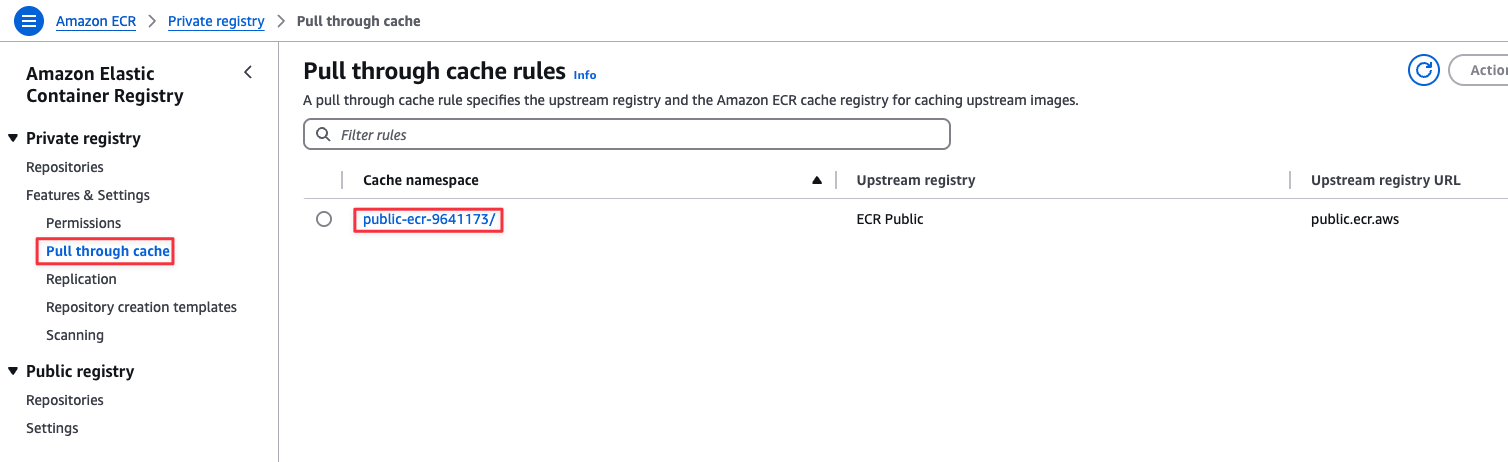 Amazon ECR > Private registry > Pull through cache
Amazon Elastic
Container Registry
Private registry
Repositories
Features & Settings
Permissions
Pull through cache
Replication
Repository creation templates
Scanning
Public registry
Repositories
Settings
Pull through cache rules Info
Actio
A pull through cache rule specifies the upstream registry and the Amazon ECR cache registry for caching upstream images.
Filter rules
Cache namespace Upstream registry Upstream registry URL
public-ecr-9641173/ ECR Public public.ecr.aws